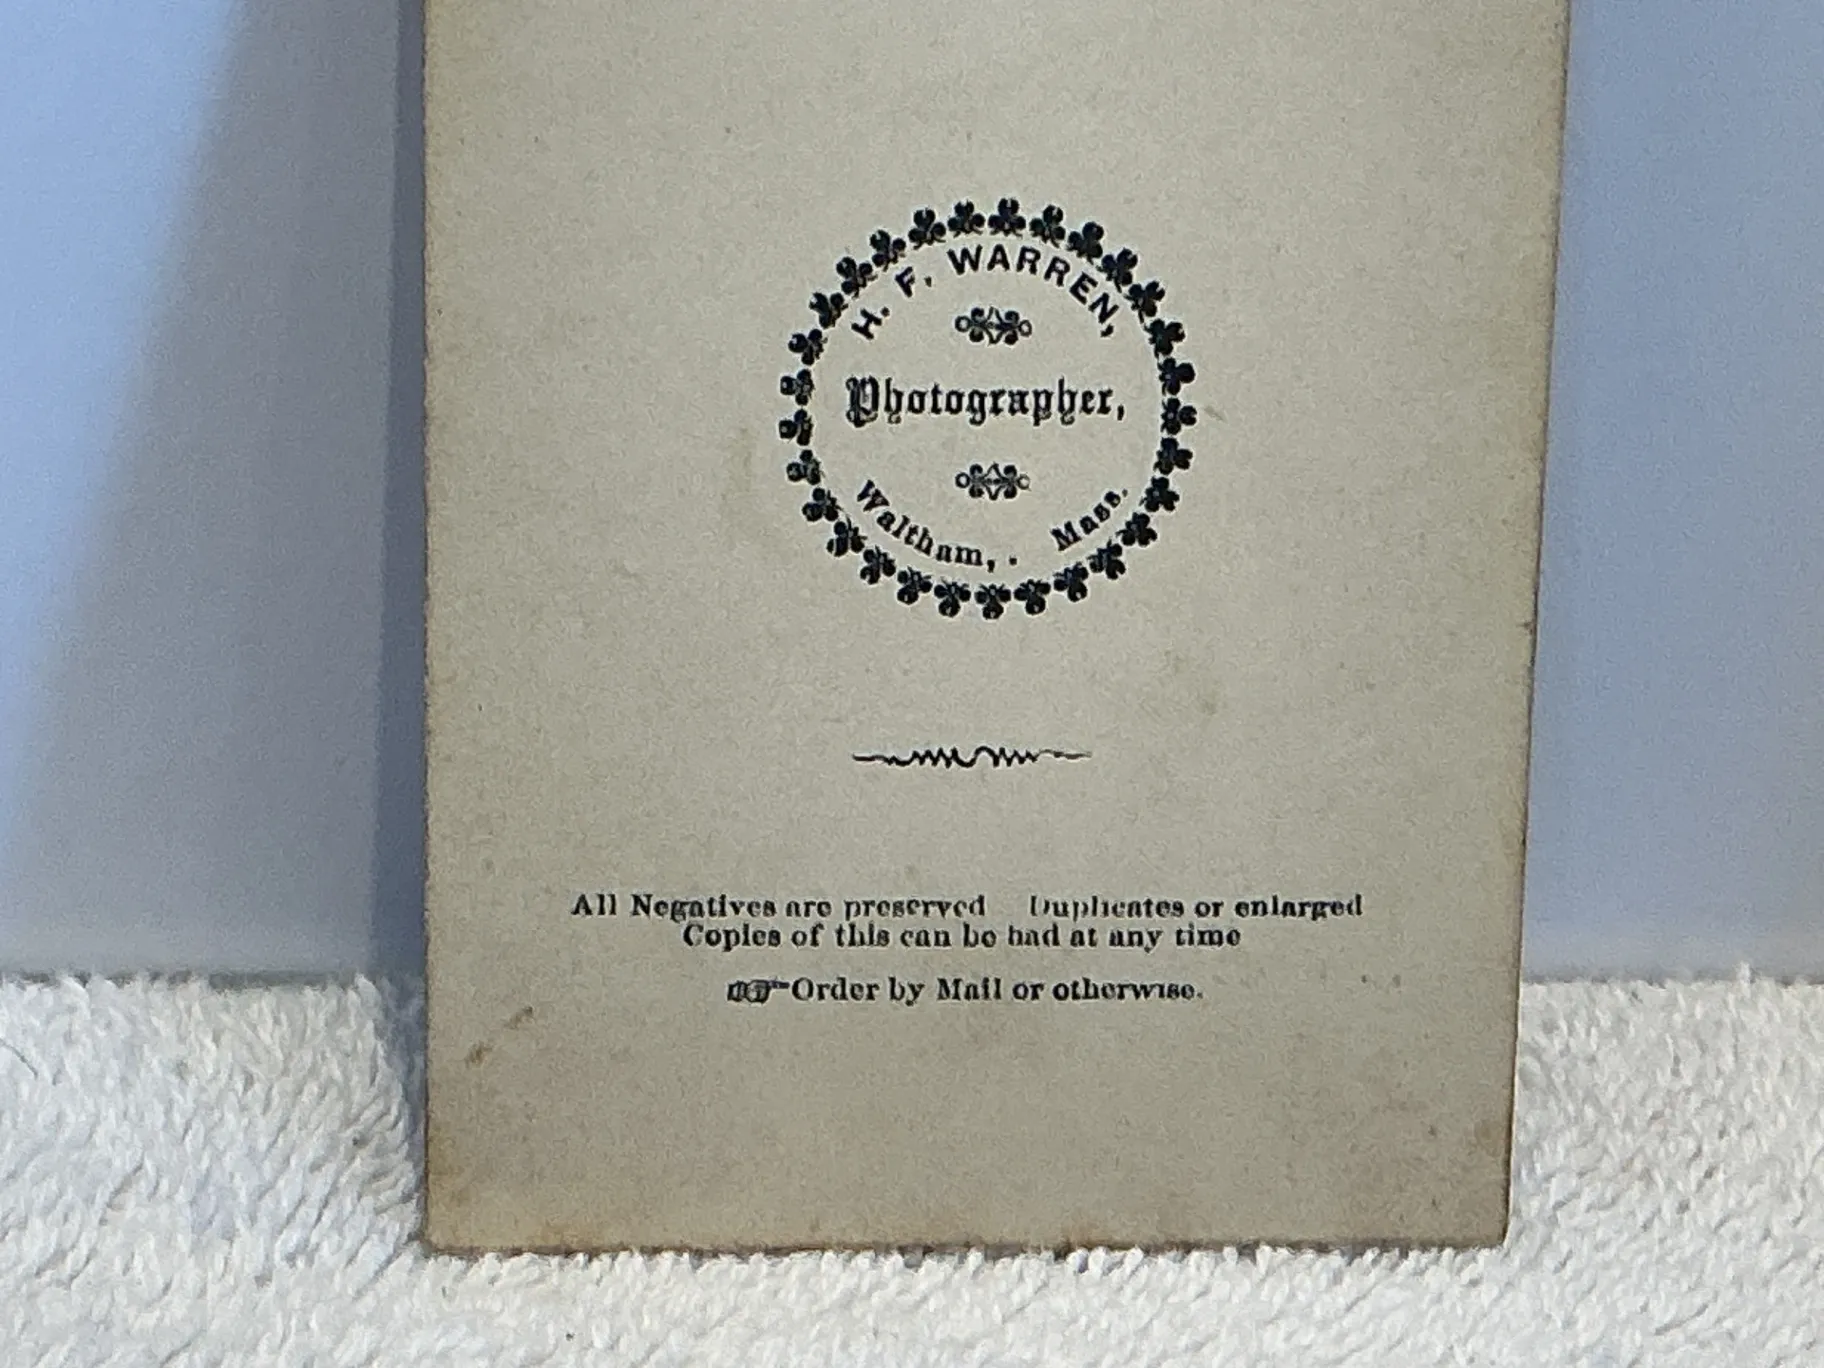 H. F. WARREN,
Photographer,
Waltham, . Mass.
All Negatives are preserved Duplicates or enlarged
Copies of this can be had at any time
☞Order by Mail or otherwise.